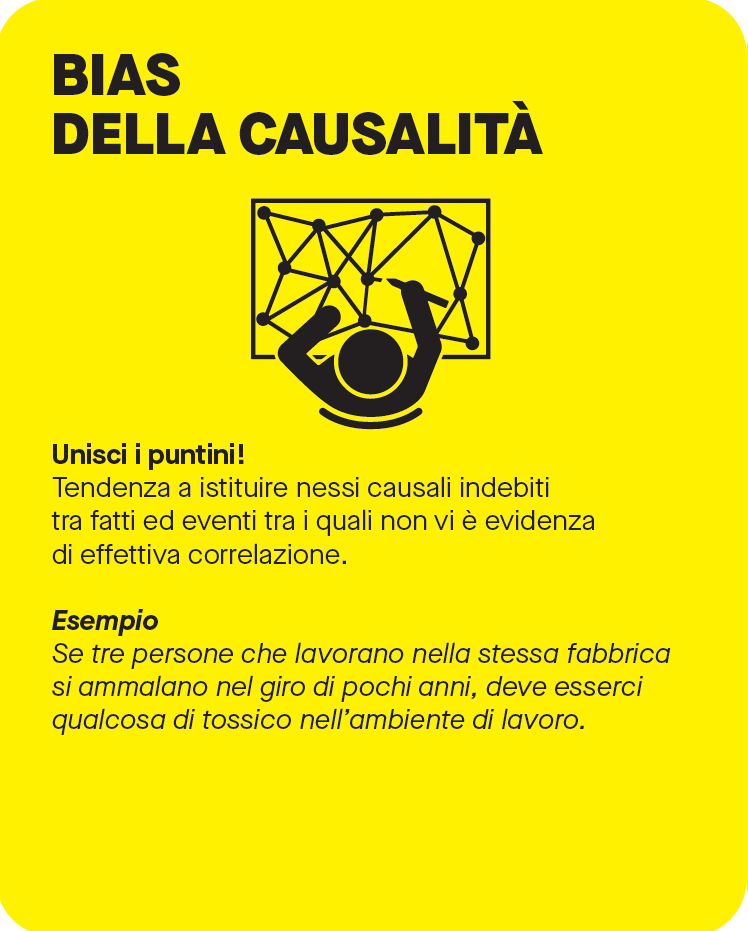 BIAS
DELLA CAUSALITÀ
Unisci i puntini!
Tendenza a istituire nessi causali indebiti
tra fatti ed eventi tra i quali non vi è evidenza
di effettiva correlazione.
Esempio
Se tre persone che lavorano nella stessa fabbrica
si ammalano nel giro di pochi anni, deve esserci
qualcosa di tossico nell’ambiente di lavoro.